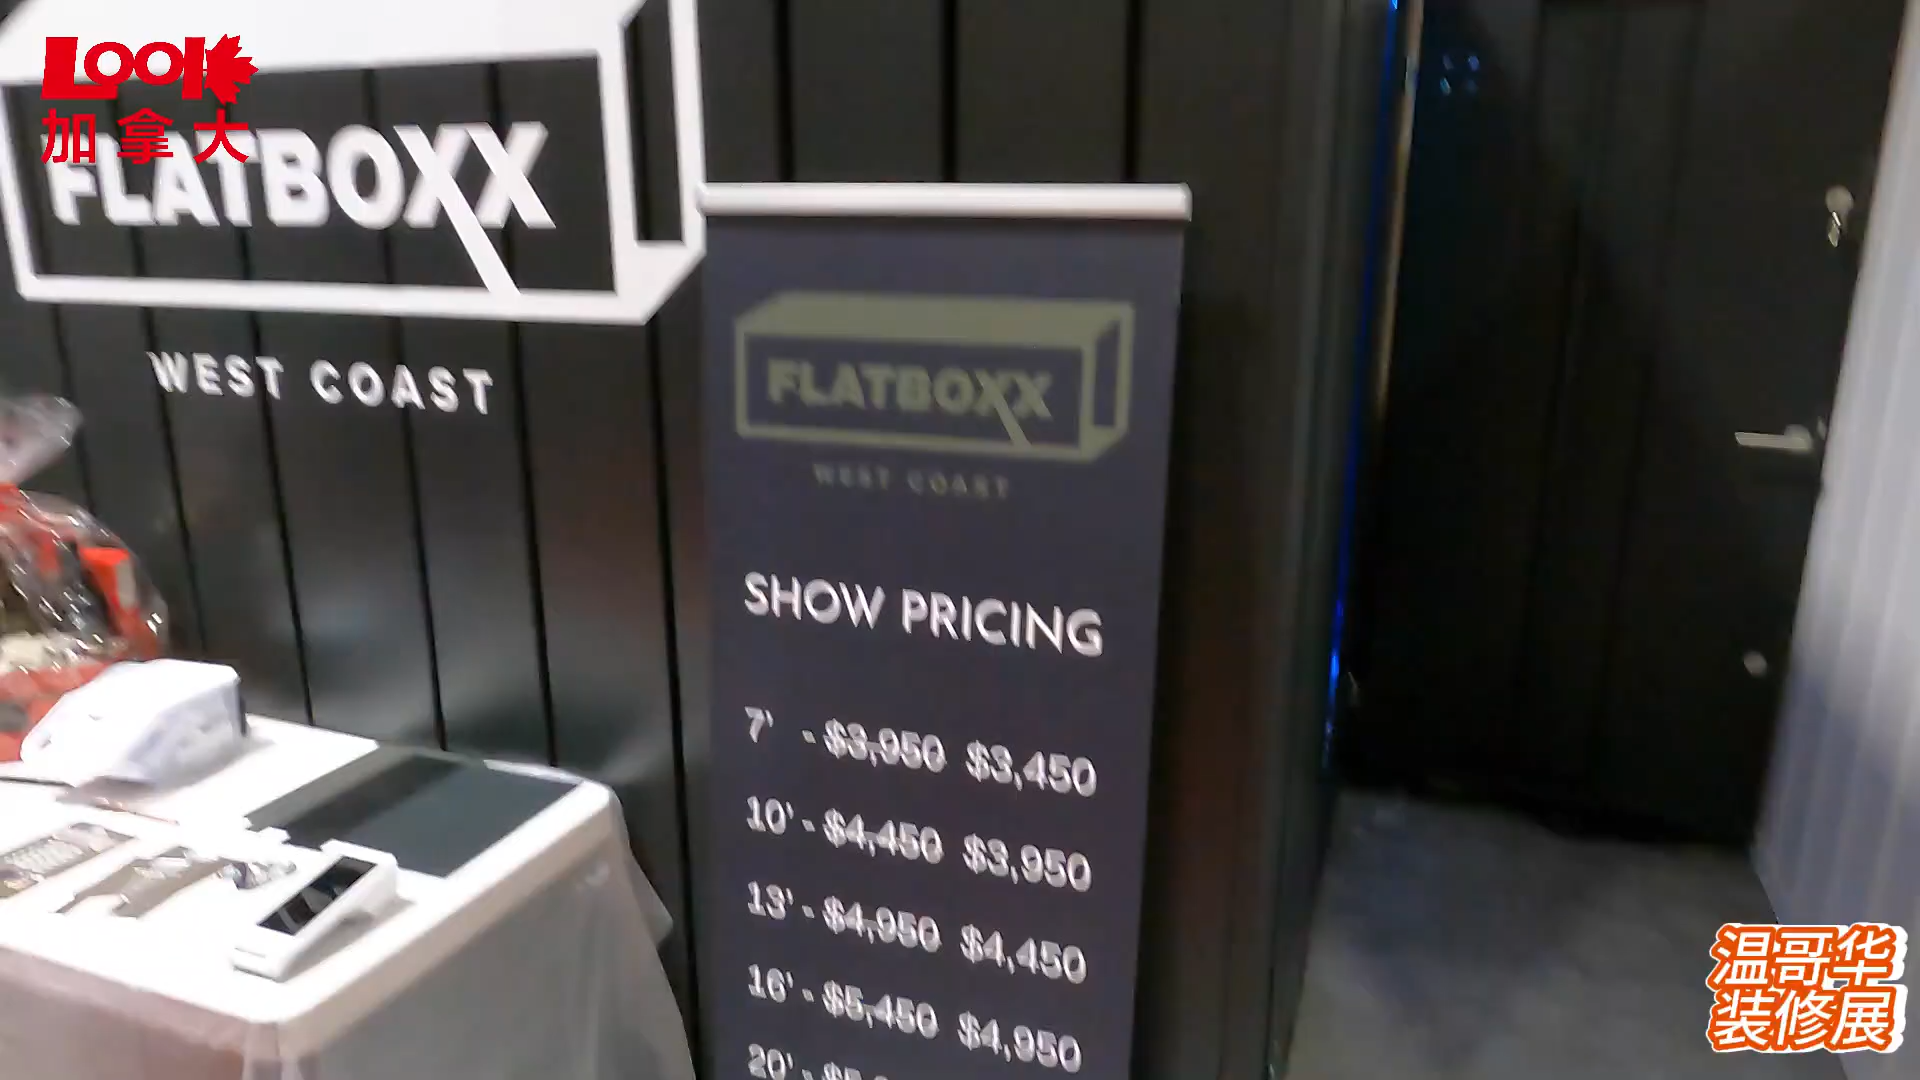 LOOK
加拿大
FLATBOXX
WEST COAST
FLATBOXX
WEST COAST
SHOW PRICING
7' - $3,950 $3,450
10' - $4,450 $3,950
13' - $4,950 $4,450
16' - $5,450 $4,950
20' -
温哥华
装修展